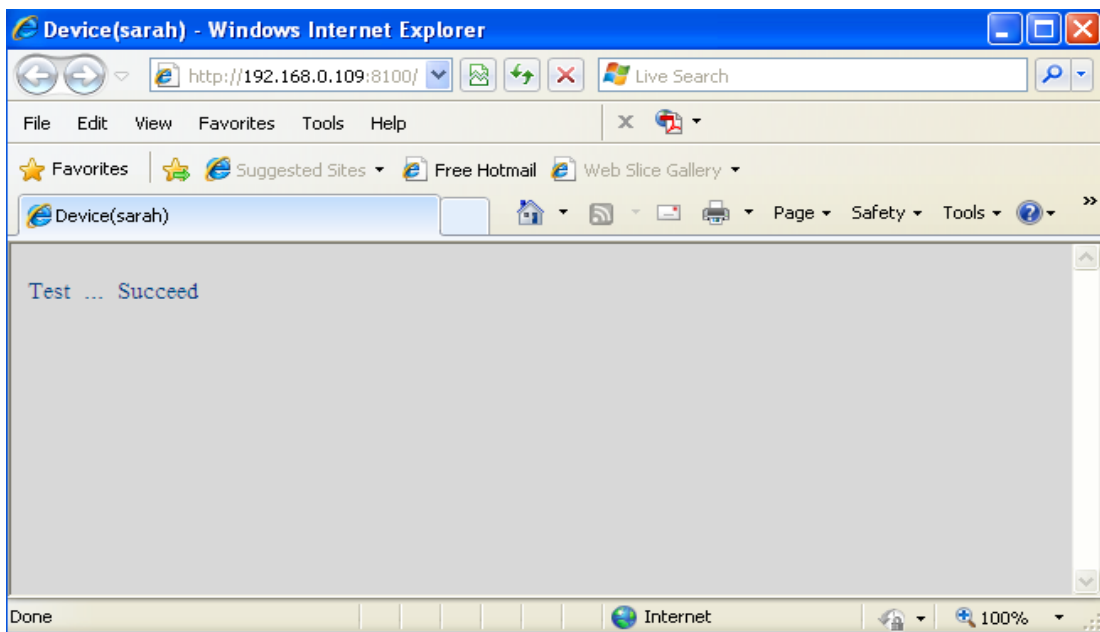 Device(sarah) - Windows Internet Explorer
http://192.168.0.109:8100/ Live Search
File Edit View Favorites Tools Help
Favorites Suggested Sites Free Hotmail Web Slice Gallery
Device(sarah) Page Safety Tools »
Test ... Succeed
Done Internet 100%